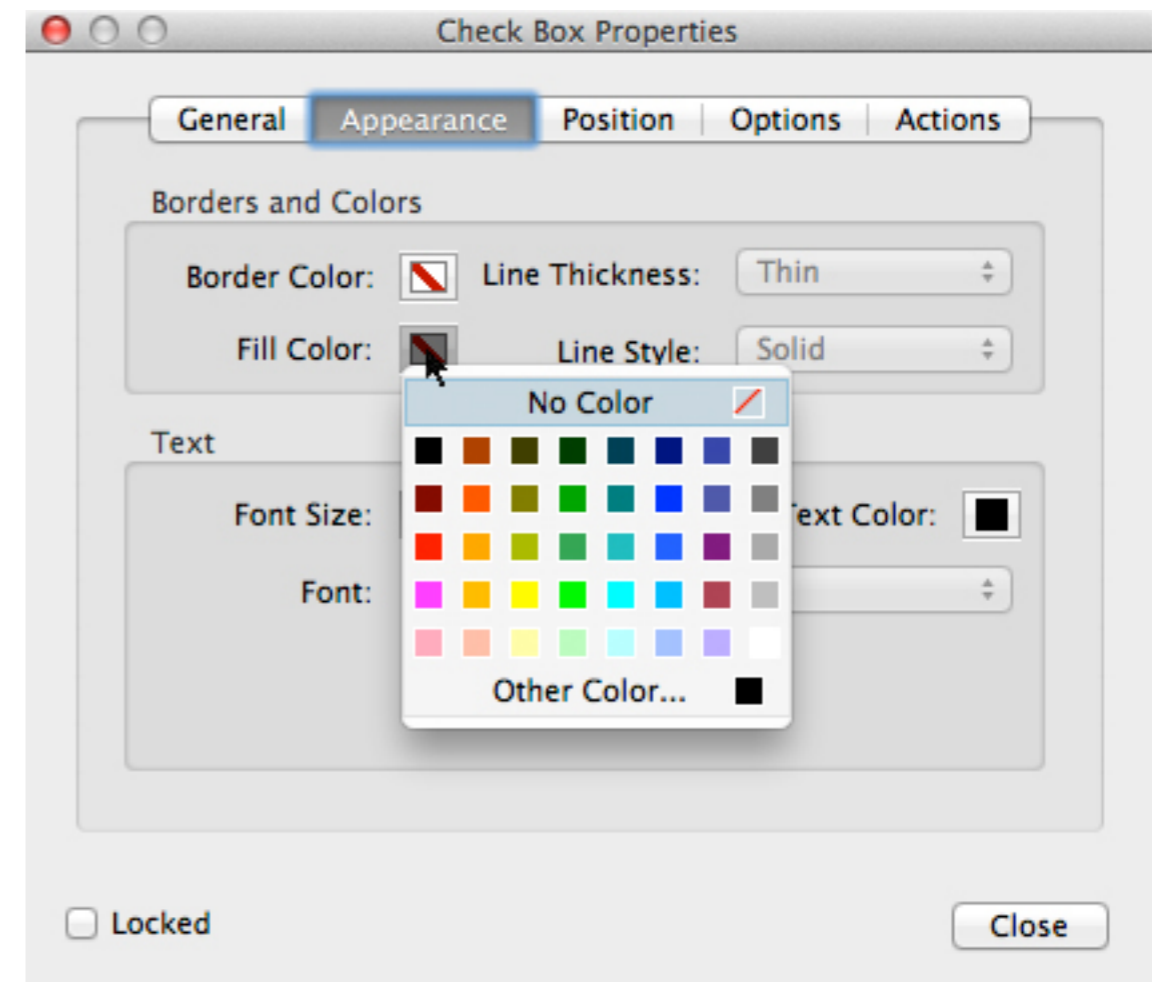 Check Box Properties
General Appearance Position Options Actions
Borders and Colors
Border Color: Line Thickness: Thin
Fill Color: Line Style: Solid
No Color
Text
Font Size: Text Color:
Font:
Other Color...
Locked Close